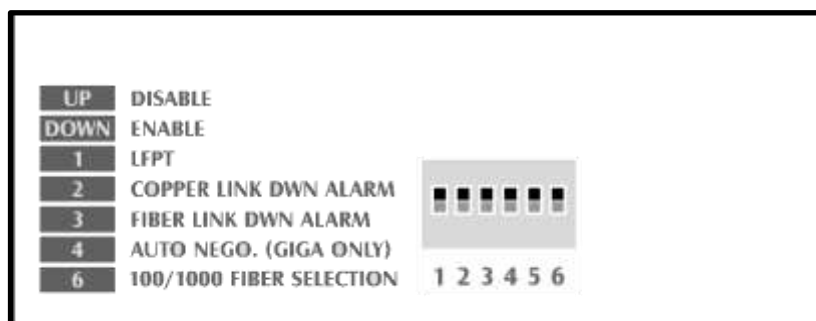 UP DISABLE
DOWN ENABLE
1 LFPT
2 COPPER LINK DWN ALARM
3 FIBER LINK DWN ALARM
4 AUTO NEGO. (GIGA ONLY)
6 100/1000 FIBER SELECTION
1 2 3 4 5 6